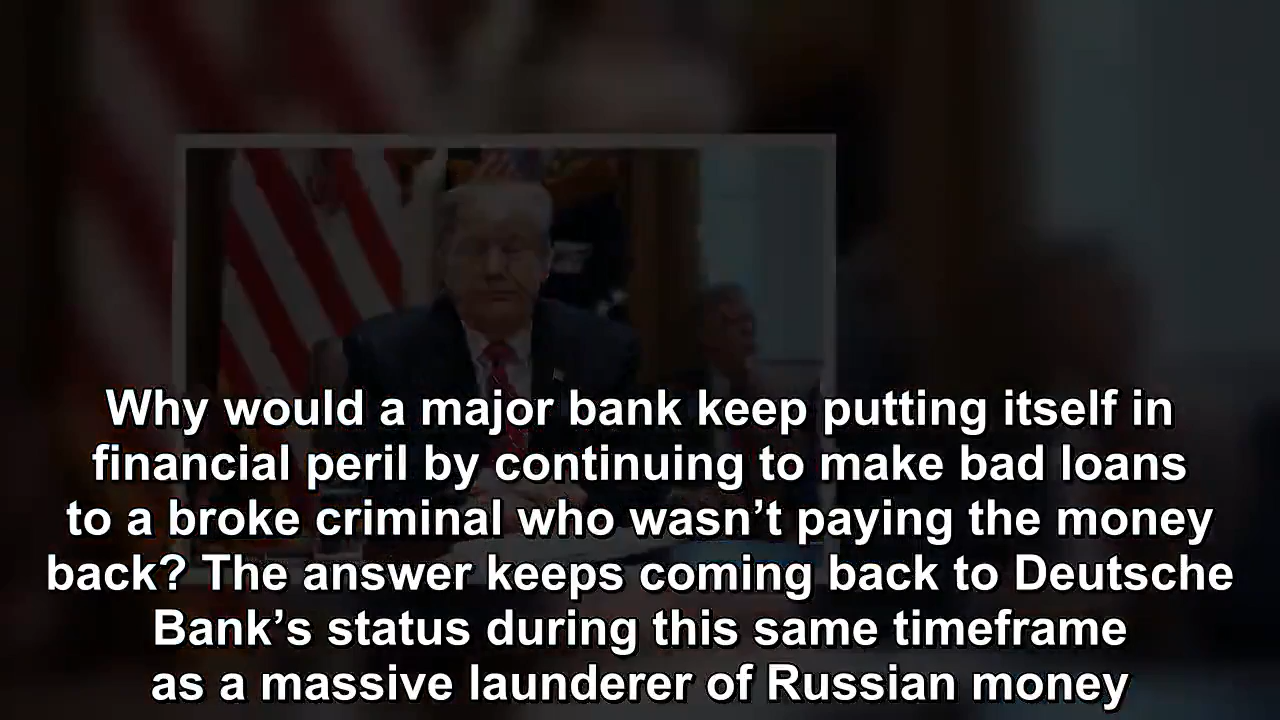 Why would a major bank keep putting itself in
financial peril by continuing to make bad loans
to a broke criminal who wasn’t paying the money
back? The answer keeps coming back to Deutsche
Bank’s status during this same timeframe
as a massive launderer of Russian money